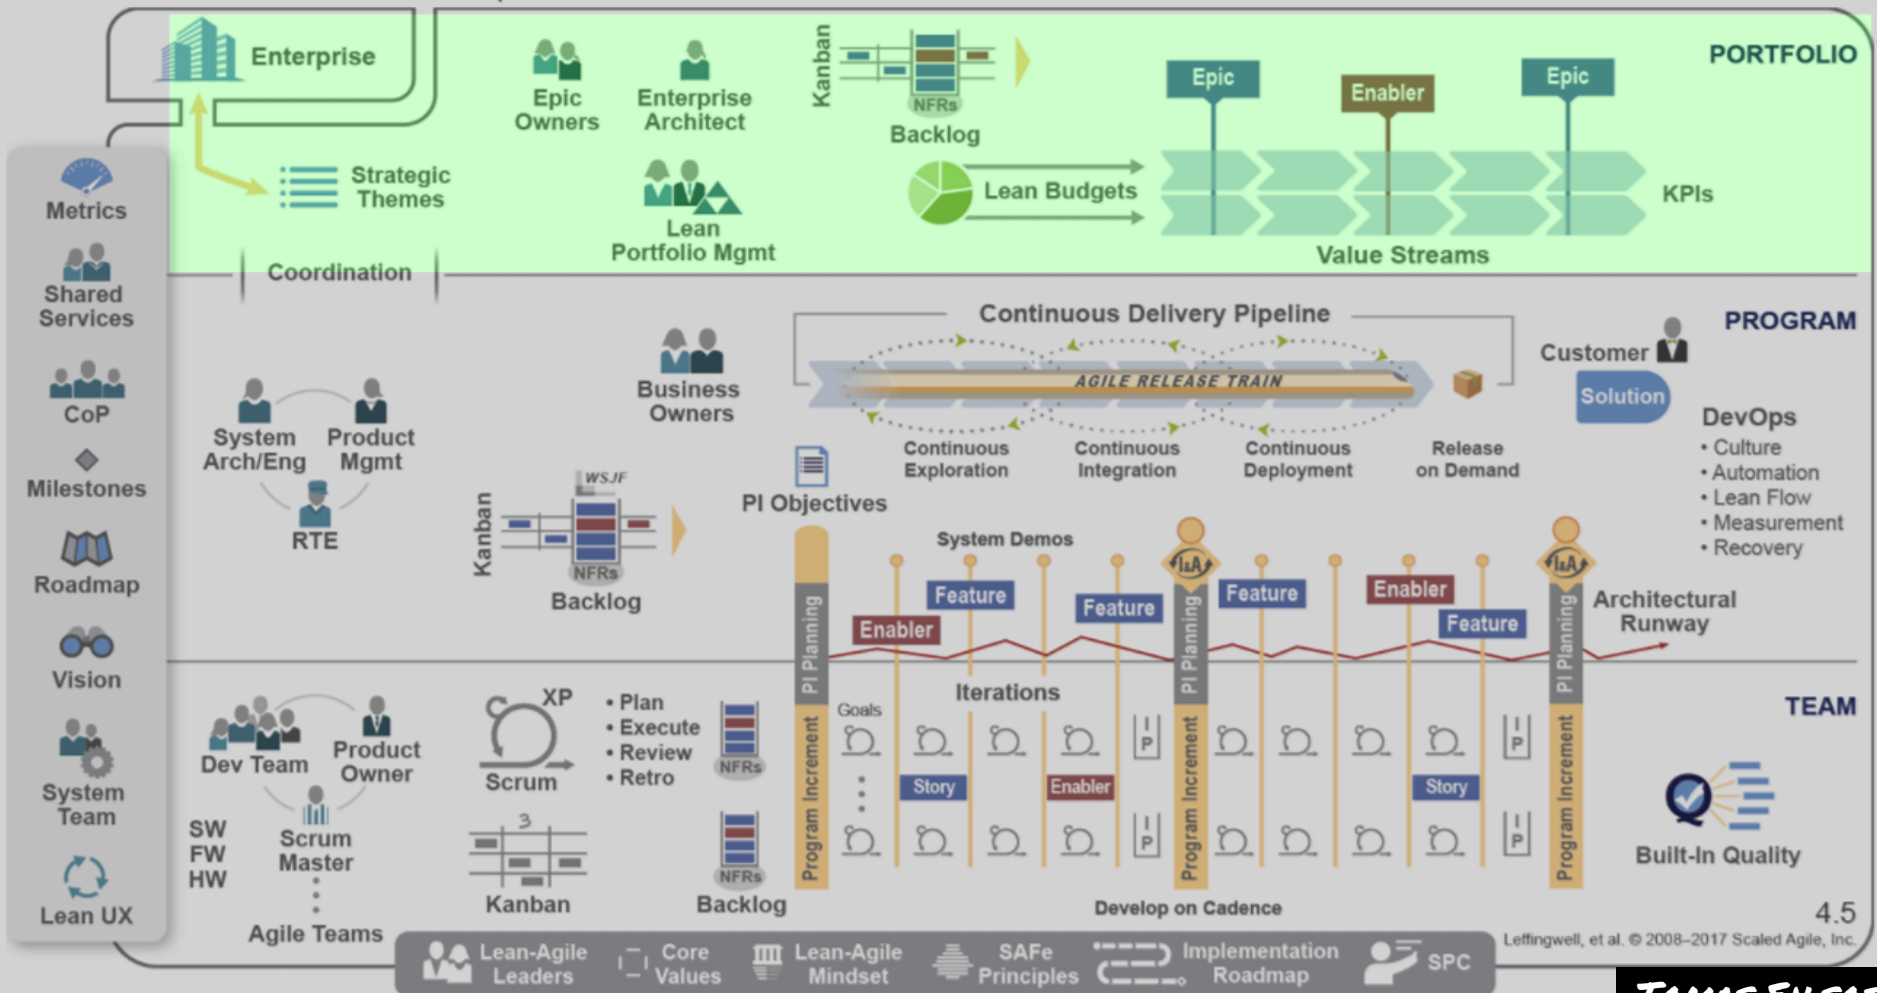 Enterprise
Epic
Owners
Enterprise
Architect
Kanban
NFRs
Backlog
Epic
Enabler
Epic
PORTFOLIO
Strategic
Themes
Lean
Portfolio Mgmt
Lean Budgets
KPIs
Value Streams
Coordination
Metrics
Shared
Services
CoP
Milestones
Roadmap
Vision
System
Team
Lean UX
Continuous Delivery Pipeline
PROGRAM
Business
Owners
AGILE RELEASE TRAIN
Customer
Solution
System
Arch/Eng
Product
Mgmt
RTE
Continuous
Exploration
Continuous
Integration
Continuous
Deployment
Release
on Demand
DevOps
• Culture
• Automation
• Lean Flow
• Measurement
• Recovery
Kanban
WSJF
NFRs
Backlog
PI Objectives
System Demos
I&A
I&A
Feature
Feature
Feature
Enabler
Enabler
Feature
PI Planning
PI Planning
PI Planning
Architectural
Runway
TEAM
Dev Team
Product
Owner
Scrum
Master
SW
FW
HW
Agile Teams
XP
Scrum
• Plan
• Execute
• Review
• Retro
3
Kanban
NFRs
NFRs
Backlog
Program Increment
Program Increment
Program Increment
Goals
Iterations
I
P
I
P
Story
Enabler
Story
I
P
I
P
Develop on Cadence
Built-In Quality
4.5
Leffingwell, et al. © 2008–2017 Scaled Agile, Inc.
Lean-Agile
Leaders
Core
Values
Lean-Agile
Mindset
SAFe
Principles
Implementation
Roadmap
SPC